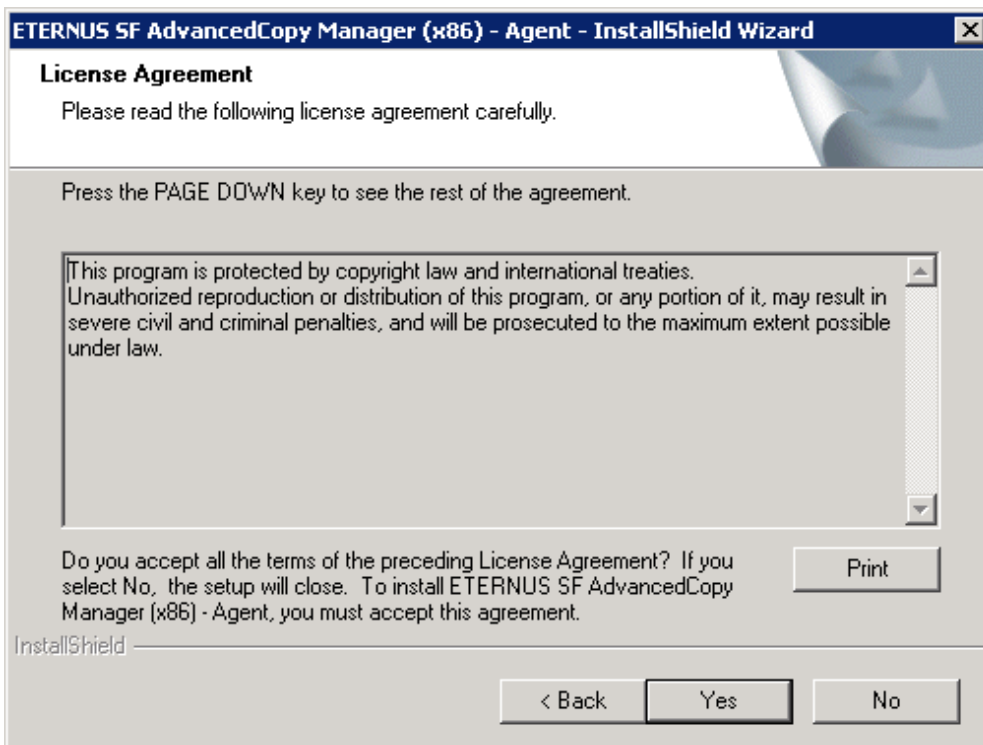 ETERNUS SF AdvancedCopy Manager (x86) - Agent - InstallShield Wizard
License Agreement
Please read the following license agreement carefully.
Press the PAGE DOWN key to see the rest of the agreement.
This program is protected by copyright law and international treaties.
Unauthorized reproduction or distribution of this program, or any portion of it, may result in
severe civil and criminal penalties, and will be prosecuted to the maximum extent possible
under law.
Do you accept all the terms of the preceding License Agreement?  If you
select No,  the setup will close.  To install ETERNUS SF AdvancedCopy
Manager (x86) - Agent, you must accept this agreement.
Print
InstallShield
< Back
Yes
No